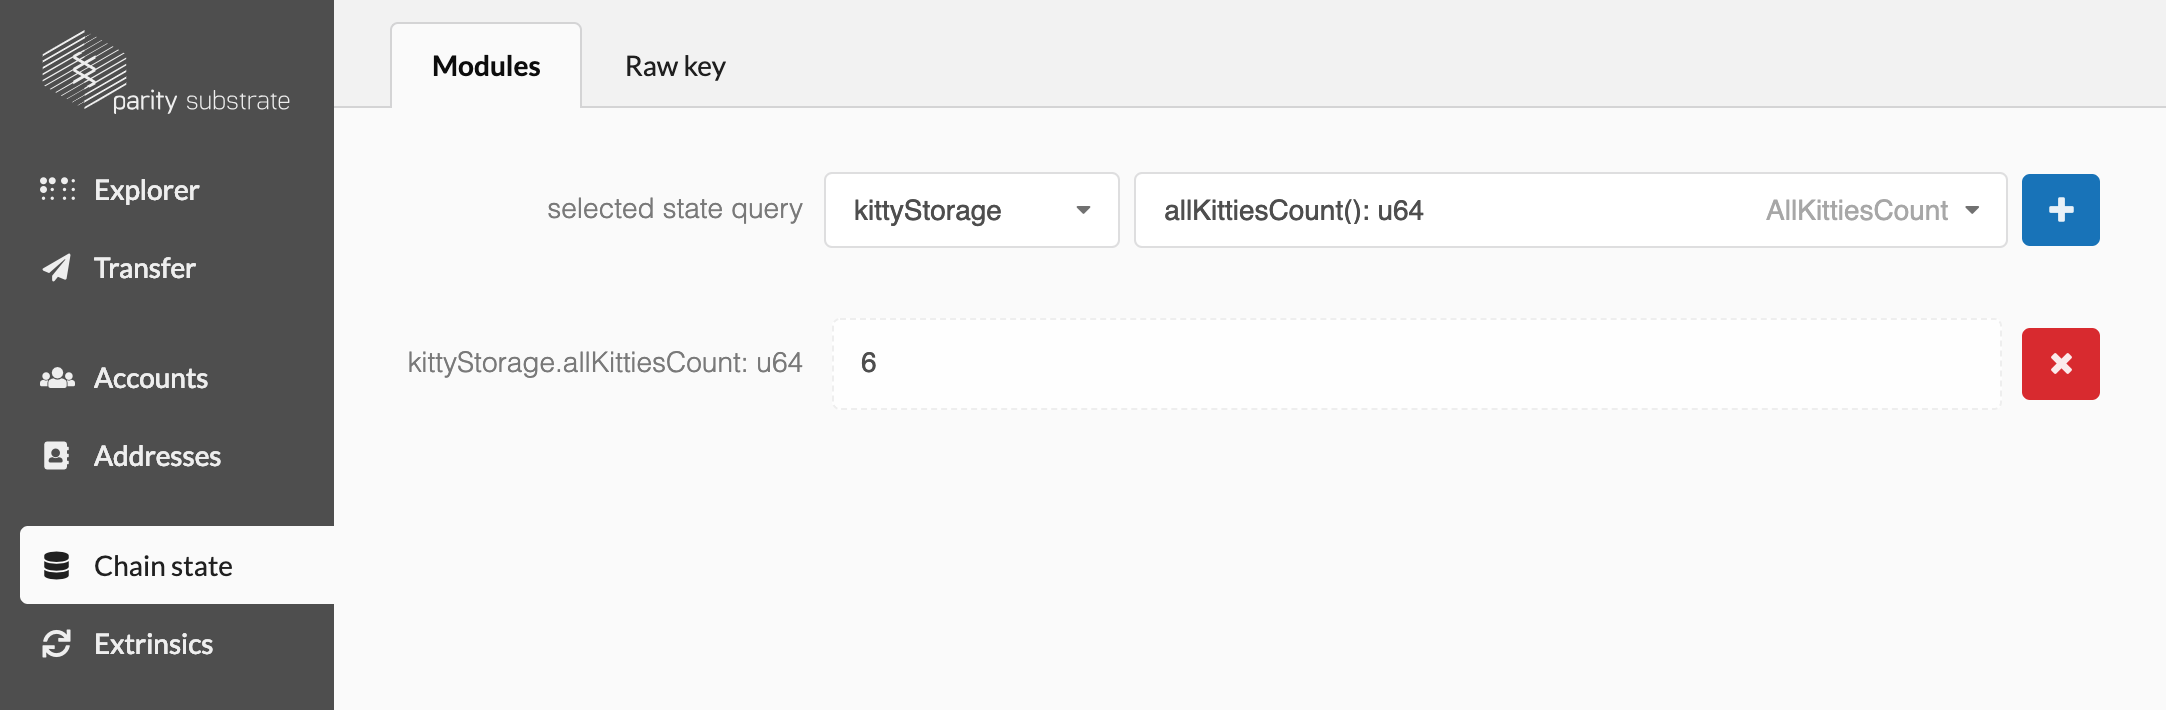 parity substrate
Explorer
Transfer
Accounts
Addresses
Chain state
Extrinsics
Modules
Raw key
selected state query
kittyStorage
allKittiesCount(): u64
AllKittiesCount
kittyStorage.allKittiesCount: u64
6